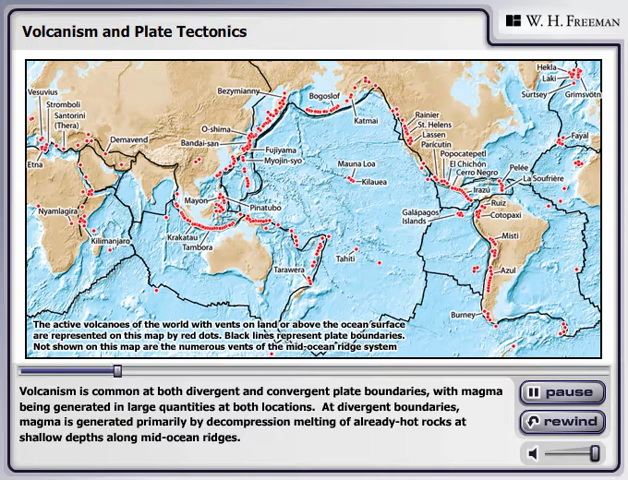 Volcanism and Plate Tectonics
W. H. FREEMAN
Vesuvius
Stromboli
Santorini
(Thera)
Etna
Demavend
Nyamlagira
Kilimanjaro
Bezymianny
O-shima
Bandai-san
Fujiyama
Myojin-syo
Mayon
Pinatubo
Krakatau
Tambora
Tarawera
Bogoslof
Katmai
Mauna Loa
Kilauea
Tahiti
Rainier
St. Helens
Lassen
Parícutin
Popocatepetl
El Chichón
Cerro Negro
Irazú
Pelée
La Soufrière
Galápagos
Islands
Ruiz
Cotopaxi
Misti
Azul
Burney
Hekla
Laki
Surtsey
Grimsvötn
Fayal
The active volcanoes of the world with vents on land or above the ocean surface
are represented on this map by red dots. Black lines represent plate boundaries.
Not shown on this map are the numerous vents of the mid-ocean ridge system
Volcanism is common at both divergent and convergent plate boundaries, with magma
being generated in large quantities at both locations. At divergent boundaries,
magma is generated primarily by decompression melting of already-hot rocks at
shallow depths along mid-ocean ridges.
pause
rewind